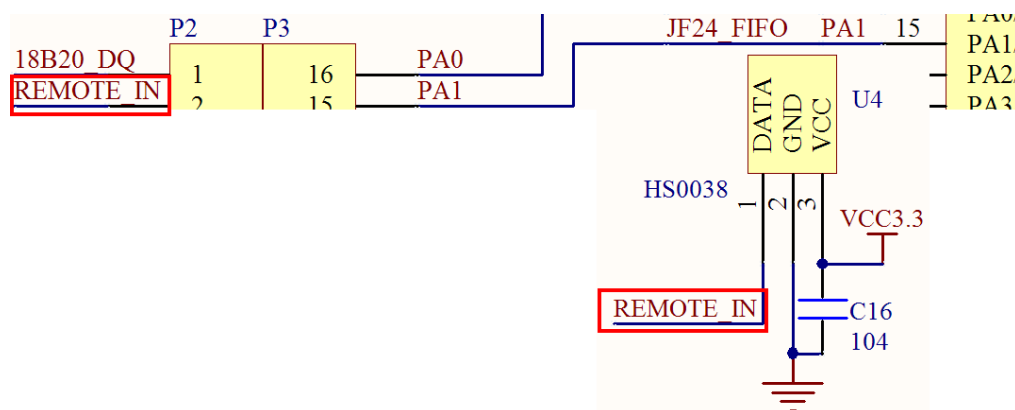 P2 P3 JF24_FIFO PA1 15 PA0
18B20_DQ 1 16 PA0 PA1
REMOTE_IN 2 15 PA1 PA2
PA3
DATA GND VCC U4
HS0038 1 2 3
VCC3.3
REMOTE_IN C16
104